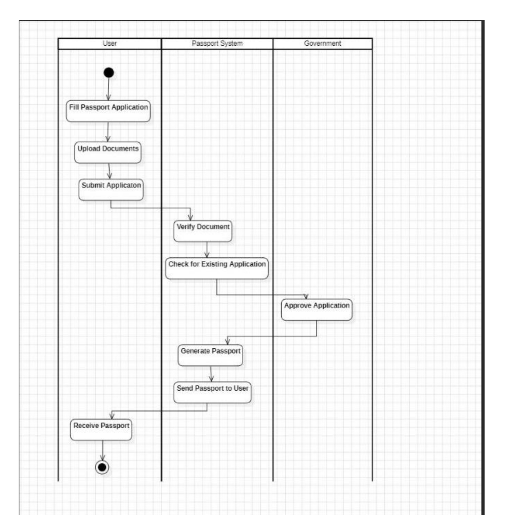 User
Passport System
Government
Fill Passport Application
Upload Documents
Submit Applicaton
Verify Document
Check for Existing Application
Approve Application
Generate Passport
Send Passport to User
Receive Passport